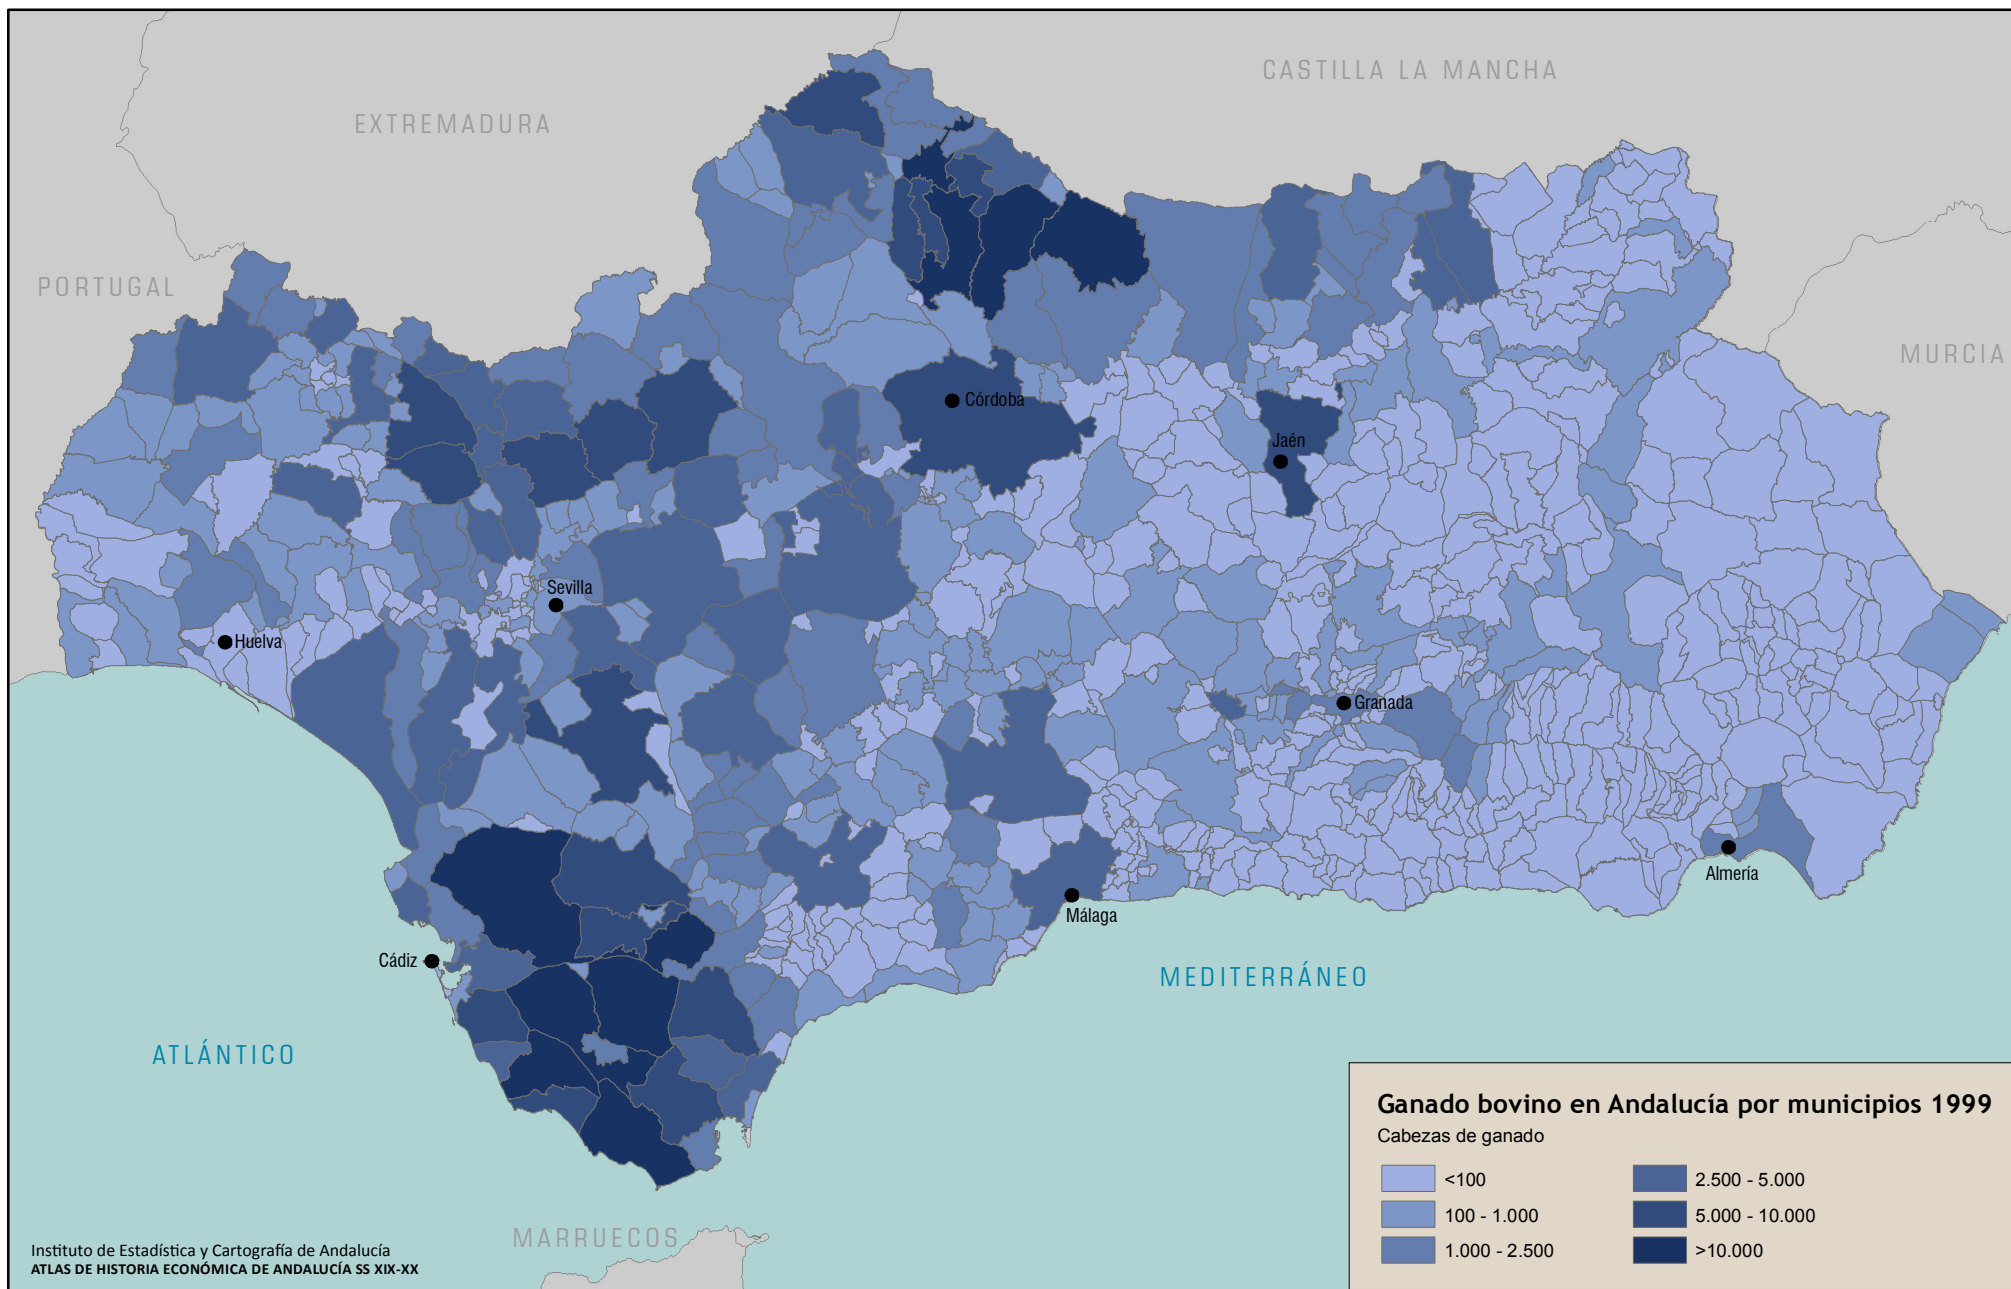 CASTILLA LA MANCHA
EXTREMADURA
PORTUGAL
MURCIA
Córdoba
Jaén
Sevilla
Huelva
Granada
Almería
Málaga
Cádiz
MEDITERRÁNEO
ATLÁNTICO
MARRUECOS
Ganado bovino en Andalucía por municipios 1999
Cabezas de ganado
<100
100 - 1.000
1.000 - 2.500
2.500 - 5.000
5.000 - 10.000
>10.000
Instituto de Estadística y Cartografía de Andalucía
ATLAS DE HISTORIA ECONÓMICA DE ANDALUCÍA SS XIX-XX